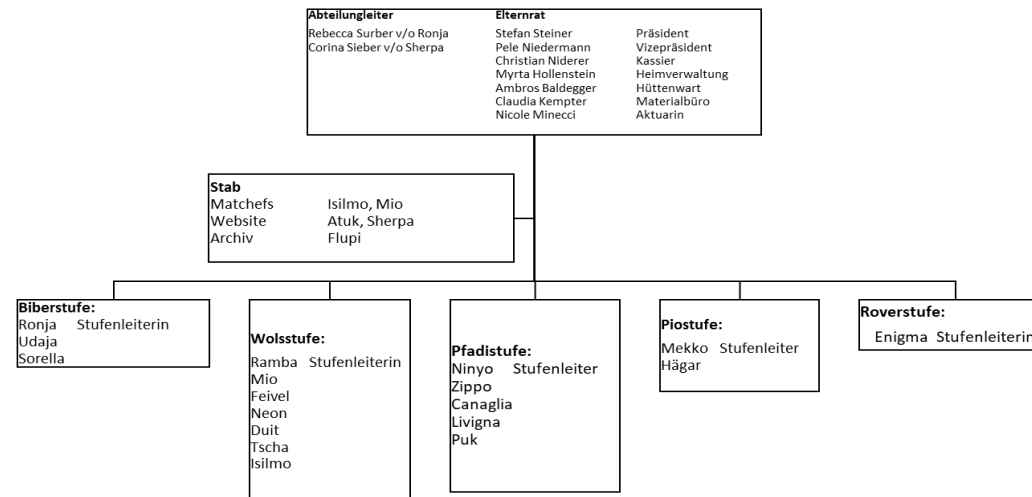 Abteilungleiter Elternrat
Rebecca Surber v/o Ronja Stefan Steiner Präsident
Corina Sieber v/o Sherpa Pele Niedermann Vizepräsident
Christian Niderer Kassier
Myrta Hollenstein Heimverwaltung
Ambros Baldegger Hüttenwart
Claudia Kempter Materialbüro
Nicole Minecci Aktuarin
Stab
Matchefs Isilmo, Mio
Website Atuk, Sherpa
Archiv Flupi
Biberstufe:
Ronja Stufenleiterin
Udaja
Sorella
Wolsstufe:
Ramba Stufenleiterin
Mio
Feivel
Neon
Duit
Tscha
Isilmo
Pfadistufe:
Ninyo Stufenleiter
Zippo
Canaglia
Livigna
Puk
Piostufe:
Mekko Stufenleiter
Hägar
Roverstufe:
Enigma Stufenleiterin